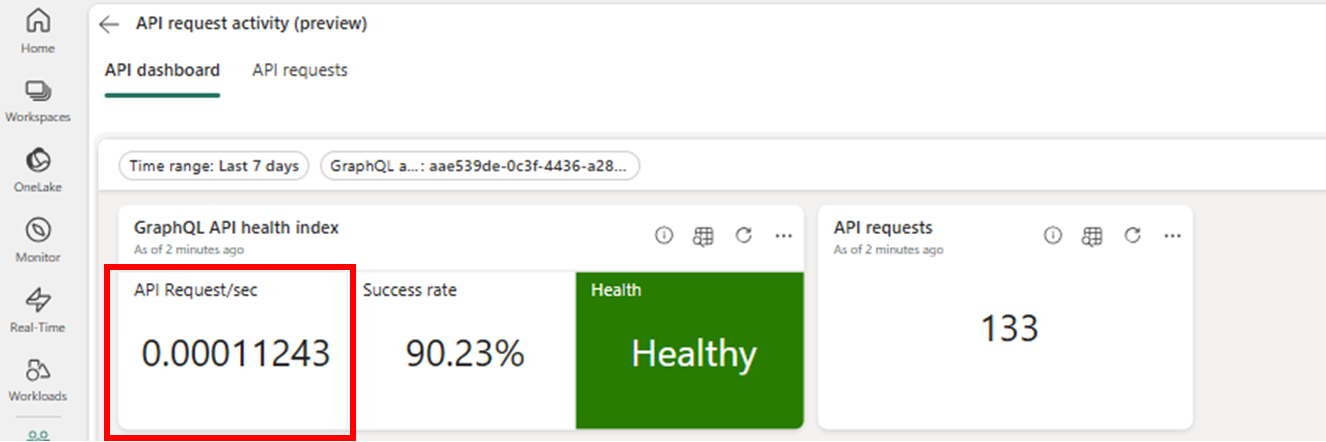 Home
Workspaces
OneLake
Monitor
Real-Time
Workloads
API request activity (preview)
API dashboard API requests
Time range: Last 7 days GraphQL a...: aae539de-0c3f-4436-a28...
GraphQL API health index
As of 2 minutes ago
API Request/sec
0.00011243
Success rate
90.23%
Health
Healthy
API requests
As of 2 minutes ago
133